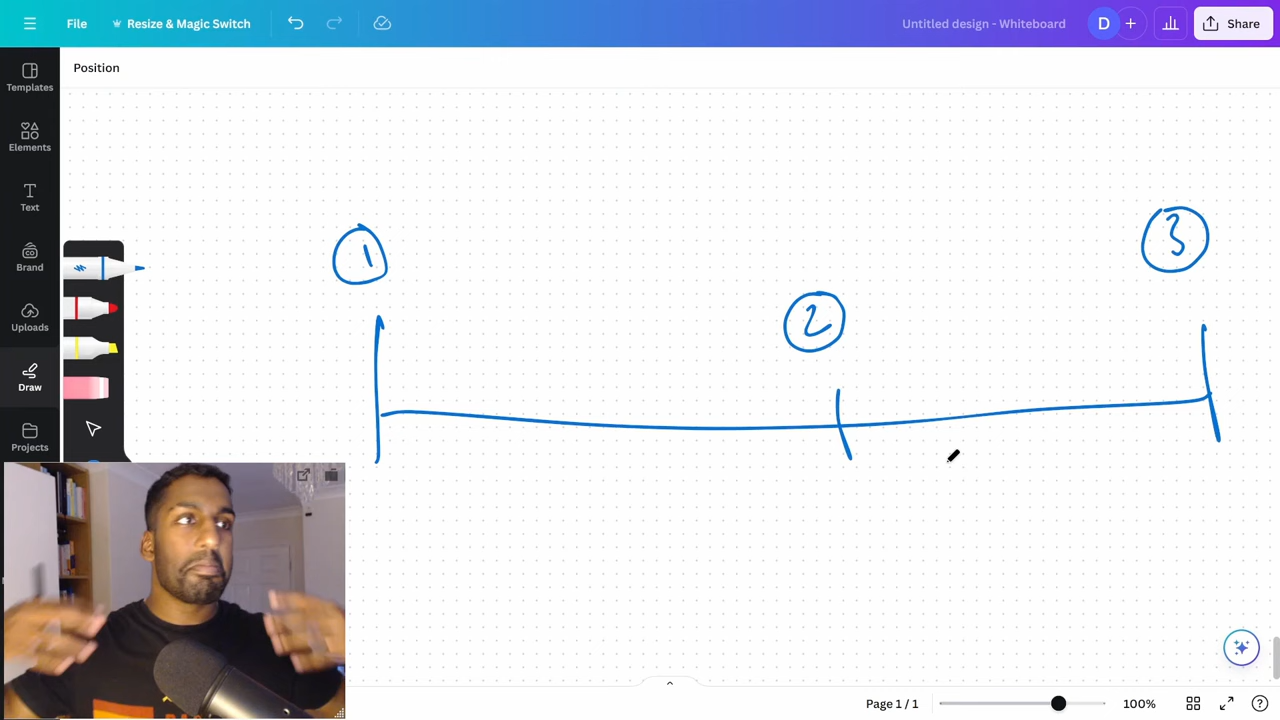 File
Resize & Magic Switch
Untitled design - Whiteboard
D
+
Share
Templates
Position
Elements
Text
Brand
Uploads
Draw
Projects
1
2
3
Page 1 / 1
100%
?